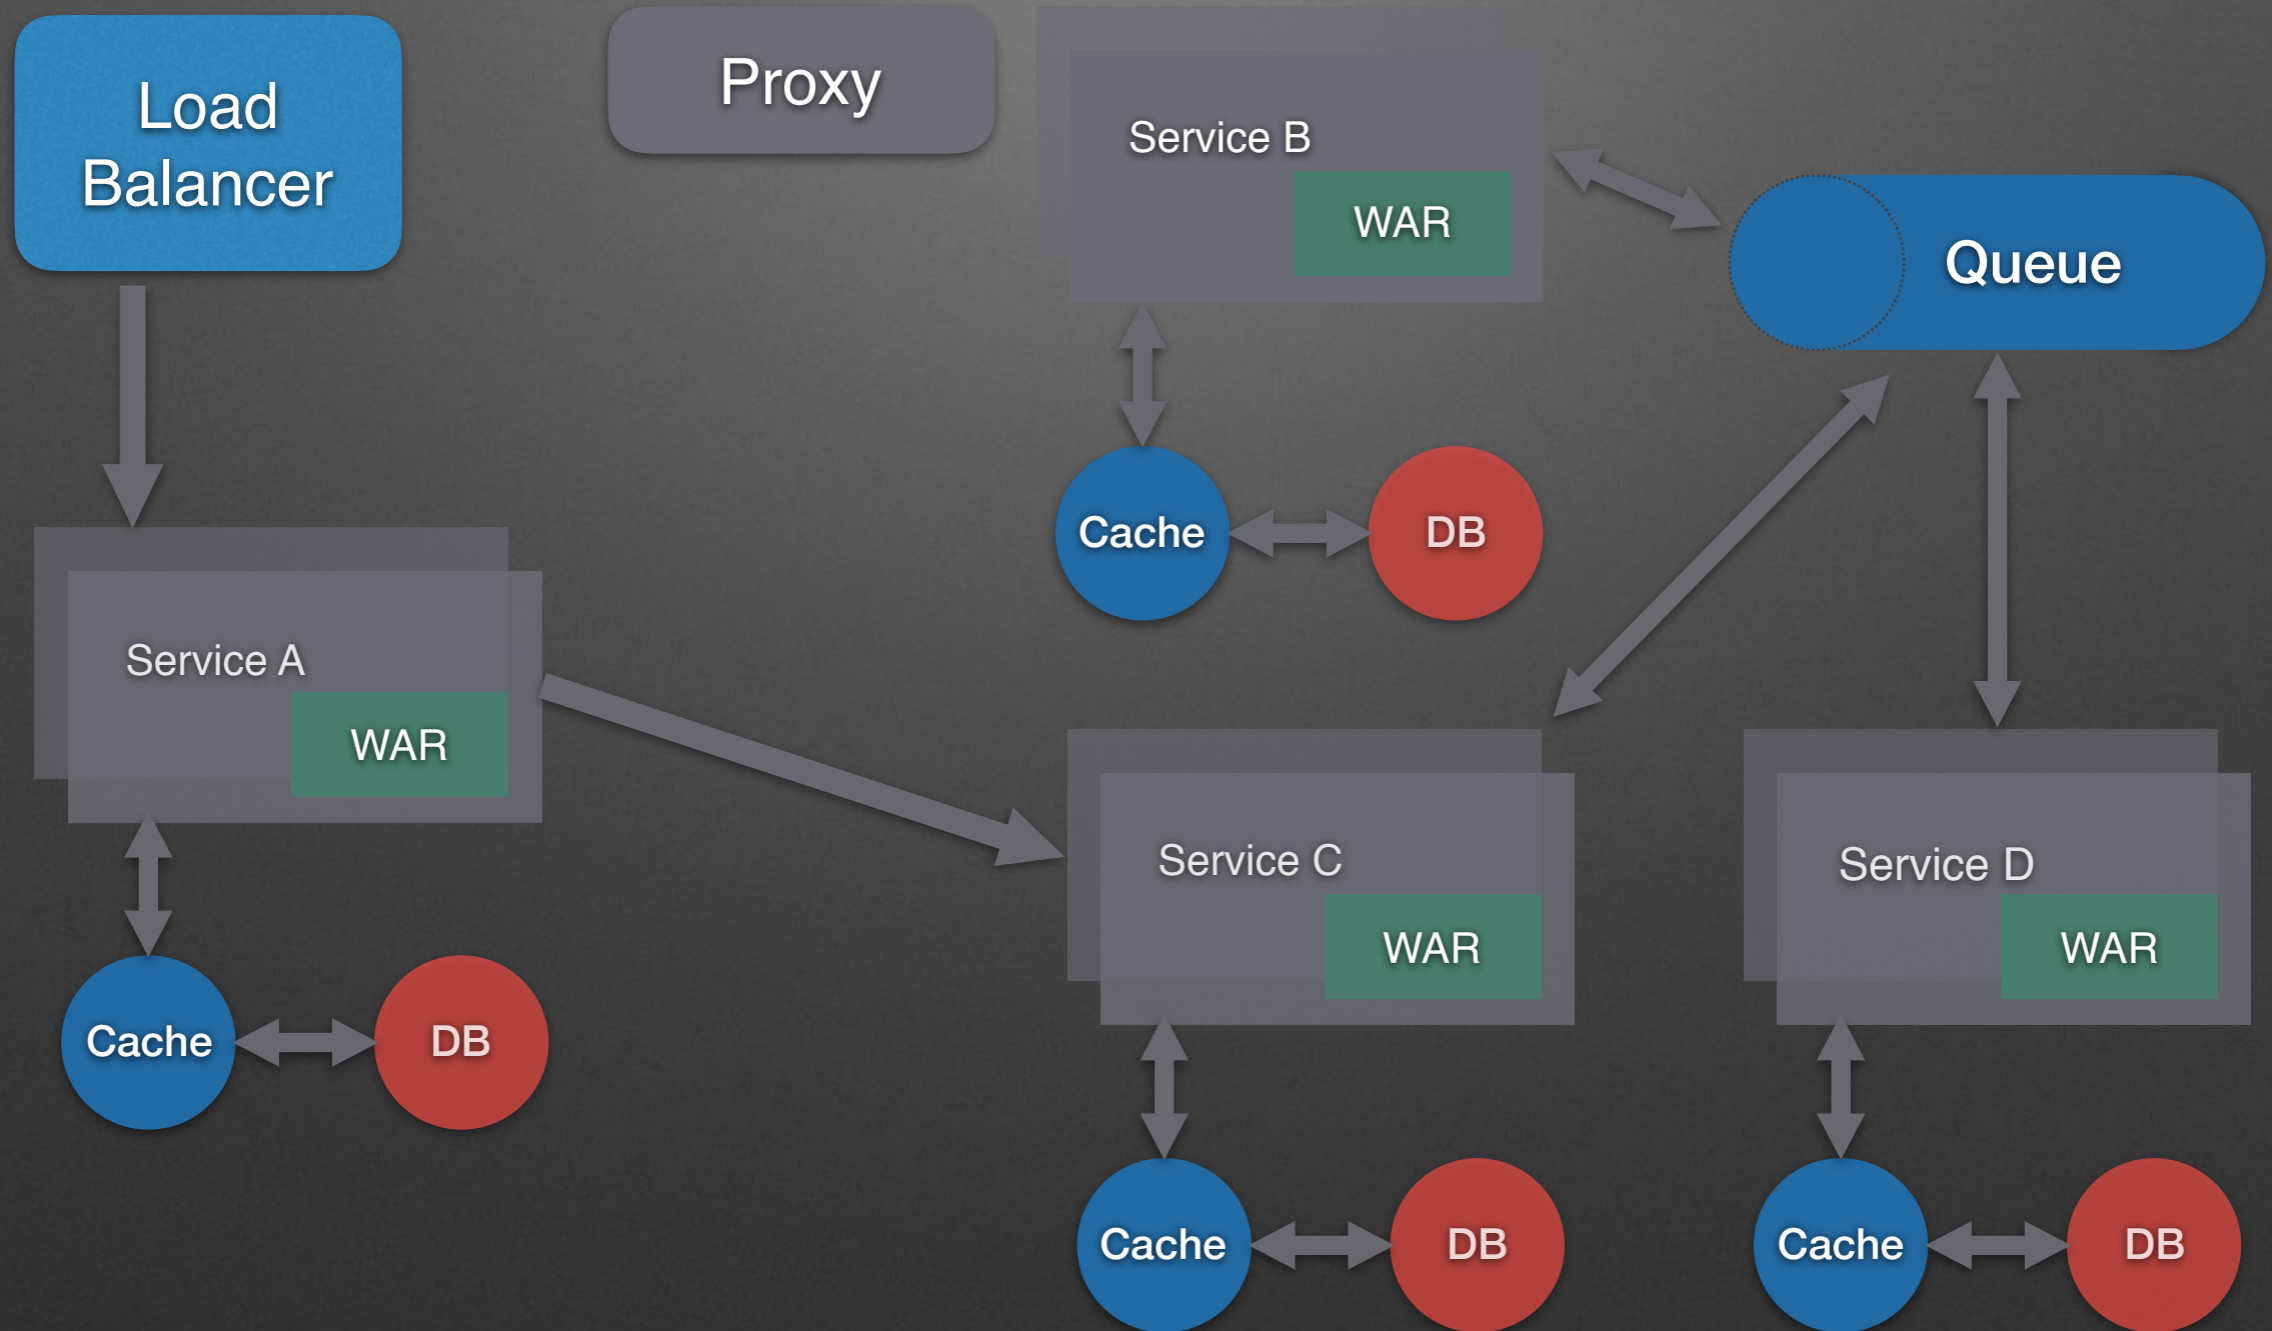 Load
Balancer
Proxy
Service B
WAR
Queue
Cache
DB
Service A
WAR
Cache
DB
Service C
WAR
Cache
DB
Service D
WAR
Cache
DB